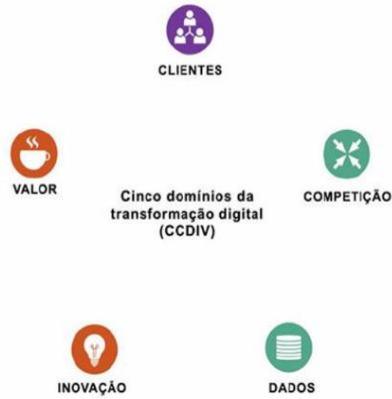 CLIENTES
VALOR
COMPETIÇÃO
Cinco domínios da
transformação digital
(CCDIV)
INOVAÇÃO
DADOS